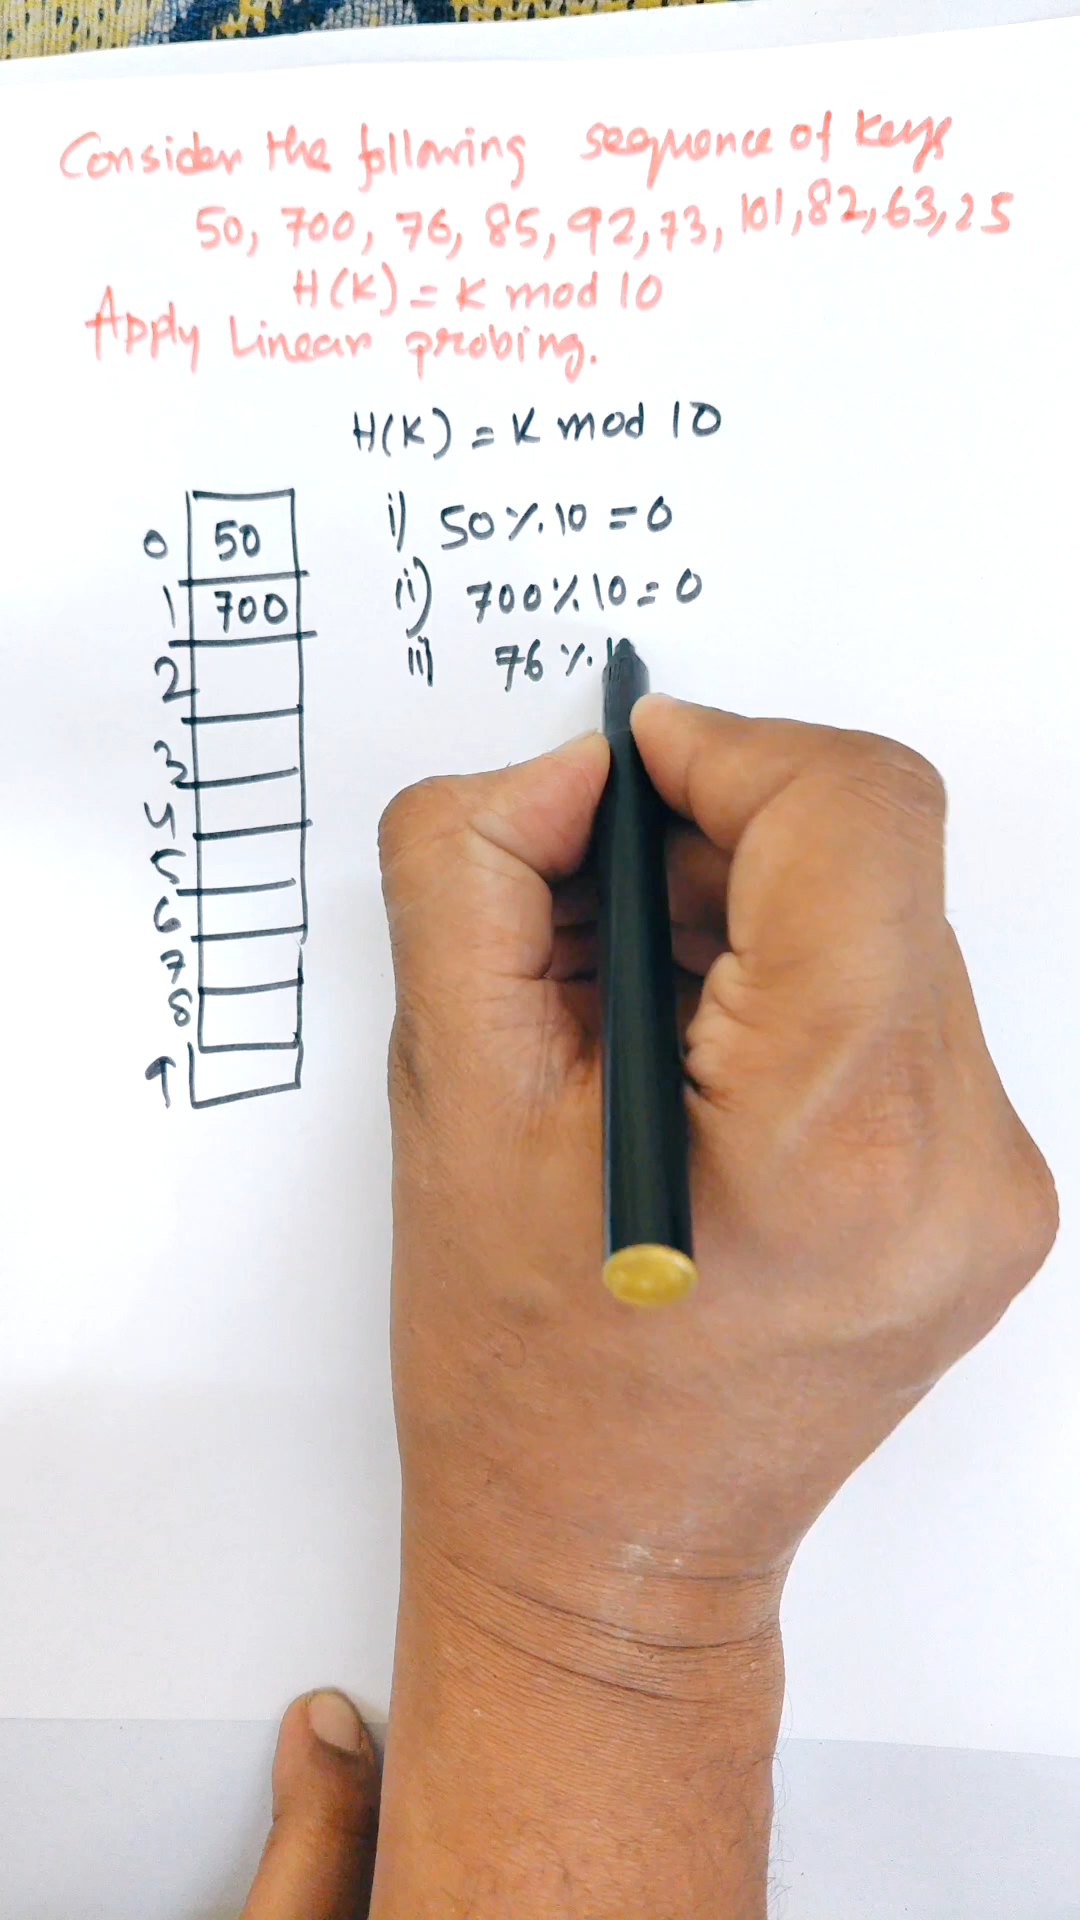 Consider the following sequence of keys
50, 700, 76, 85, 92, 73, 101, 82, 63, 25
H(K) = K mod 10
Apply Linear probing.
H(K) = K mod 10
0 50
1 700
2
3
4
5
6
7
8
9
i) 50 % 10 = 0
ii) 700 % 10 = 0
iii) 76 % 1